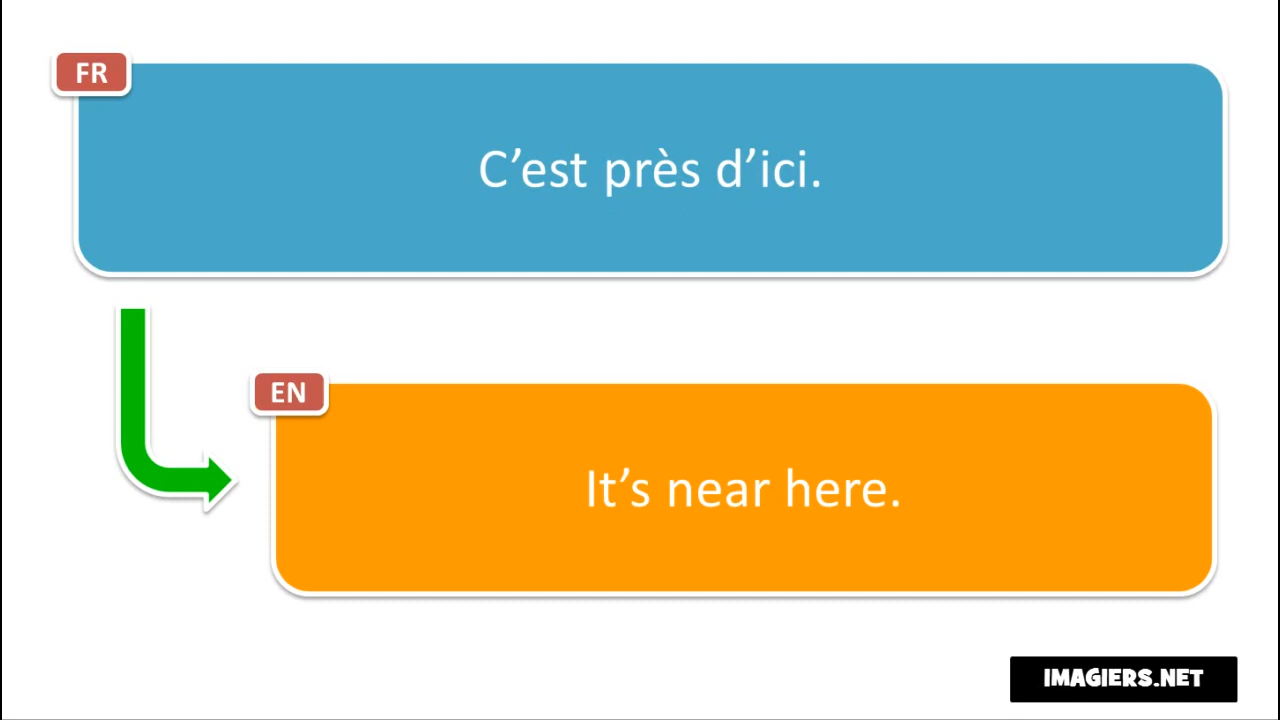 FR
C’est près d’ici.
EN
It’s near here.
IMAGIERS.NET